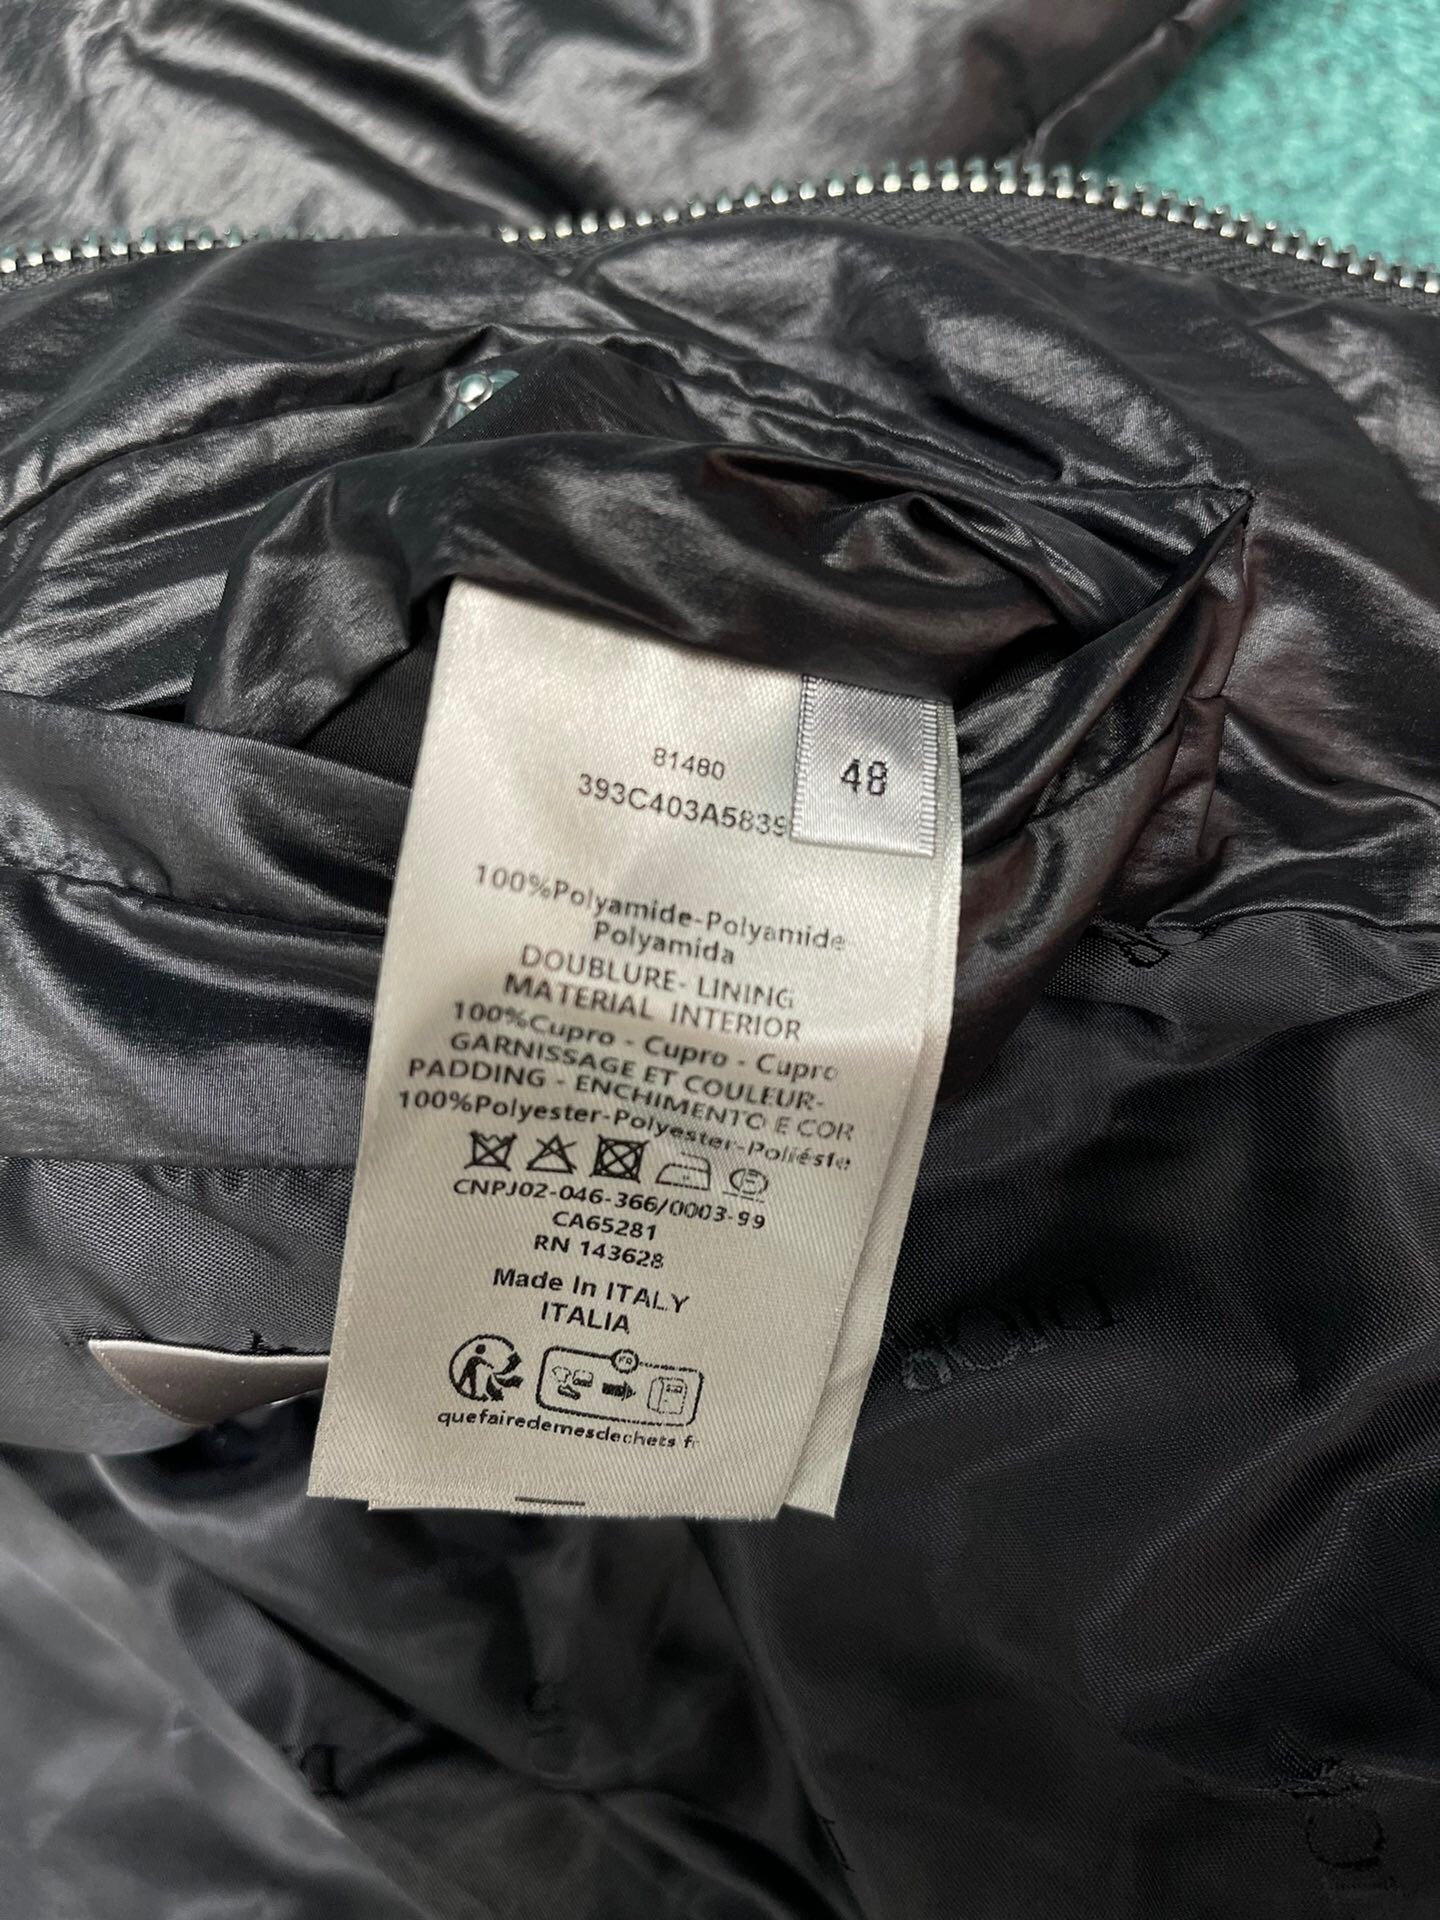 81480
393C403A5839
48
100%Polyamide-Polyamide
Polyamida
DOUBLURE- LINING
MATERIAL INTERIOR
100%Cupro - Cupro - Cupro
GARNISSAGE ET COULEUR-
PADDING - ENCHIMENTO E COR
100%Polyester-Polyester-Poliéste
CNPJ02-046-366/0003-99
CA65281
RN 143628
Made In ITALY
ITALIA
FR
quefairedemesdechets fr
DIOR